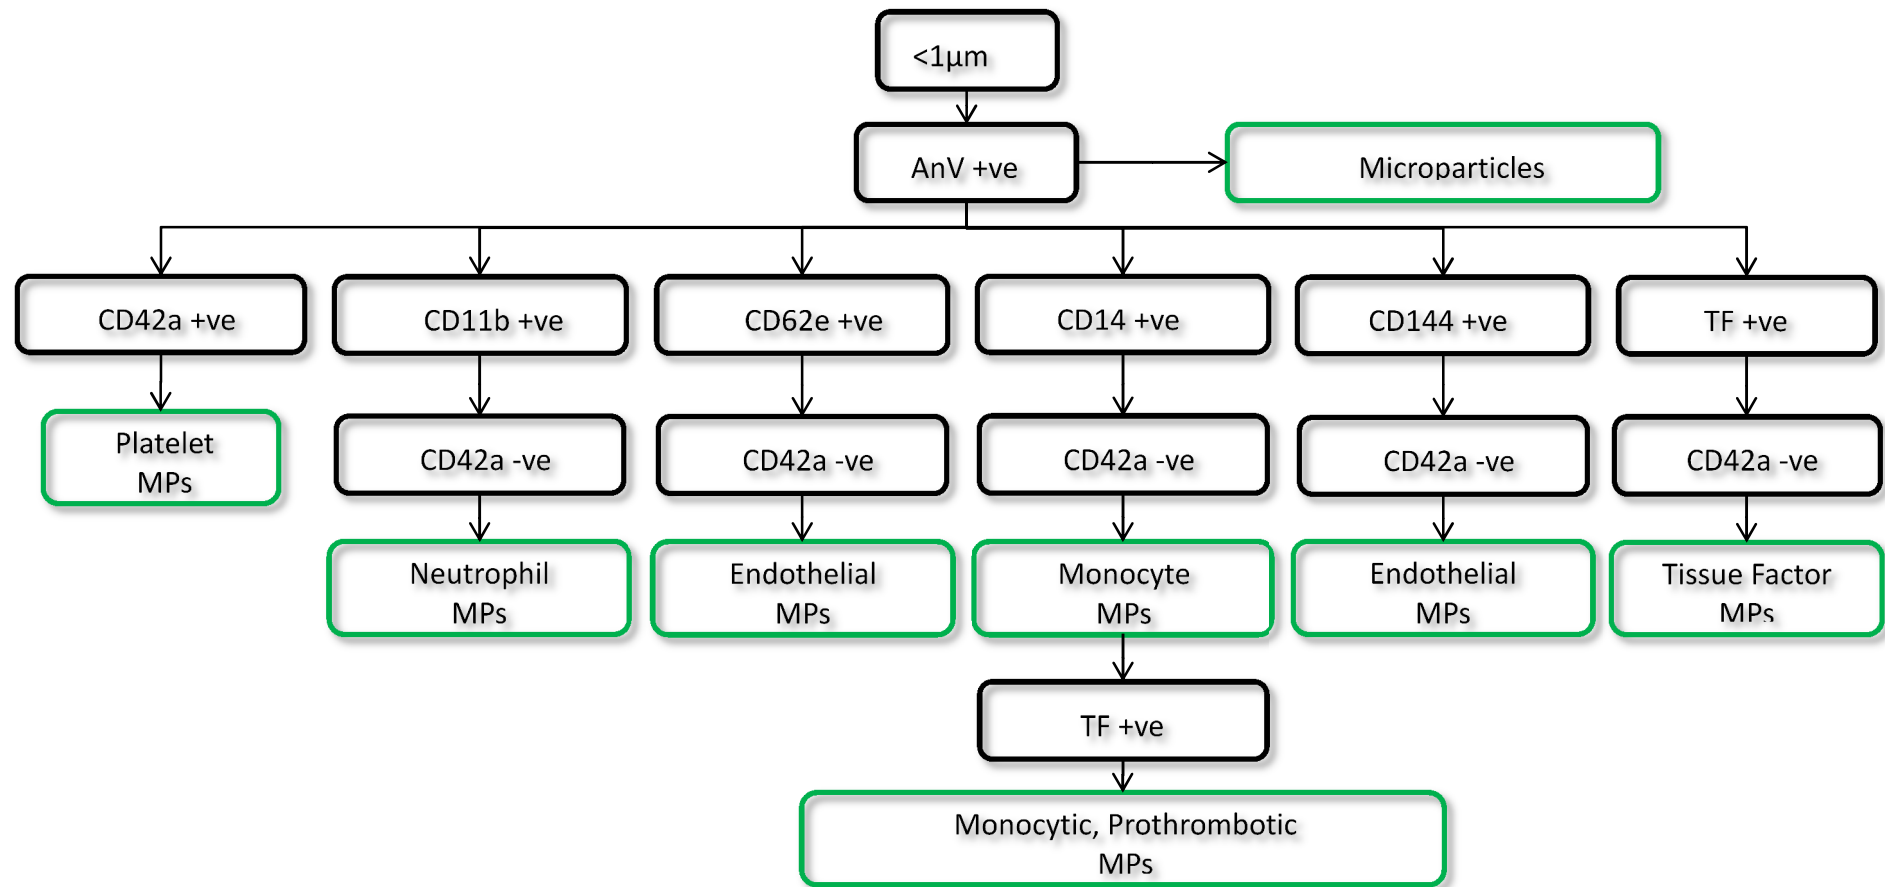 <1µm
AnV +ve
Microparticles
CD42a +ve
CD11b +ve
CD62e +ve
CD14 +ve
CD144 +ve
TF +ve
Platelet
MPs
CD42a -ve
CD42a -ve
CD42a -ve
CD42a -ve
CD42a -ve
Neutrophil
MPs
Endothelial
MPs
Monocyte
MPs
Endothelial
MPs
Tissue Factor
MPs
TF +ve
Monocytic, Prothrombotic
MPs